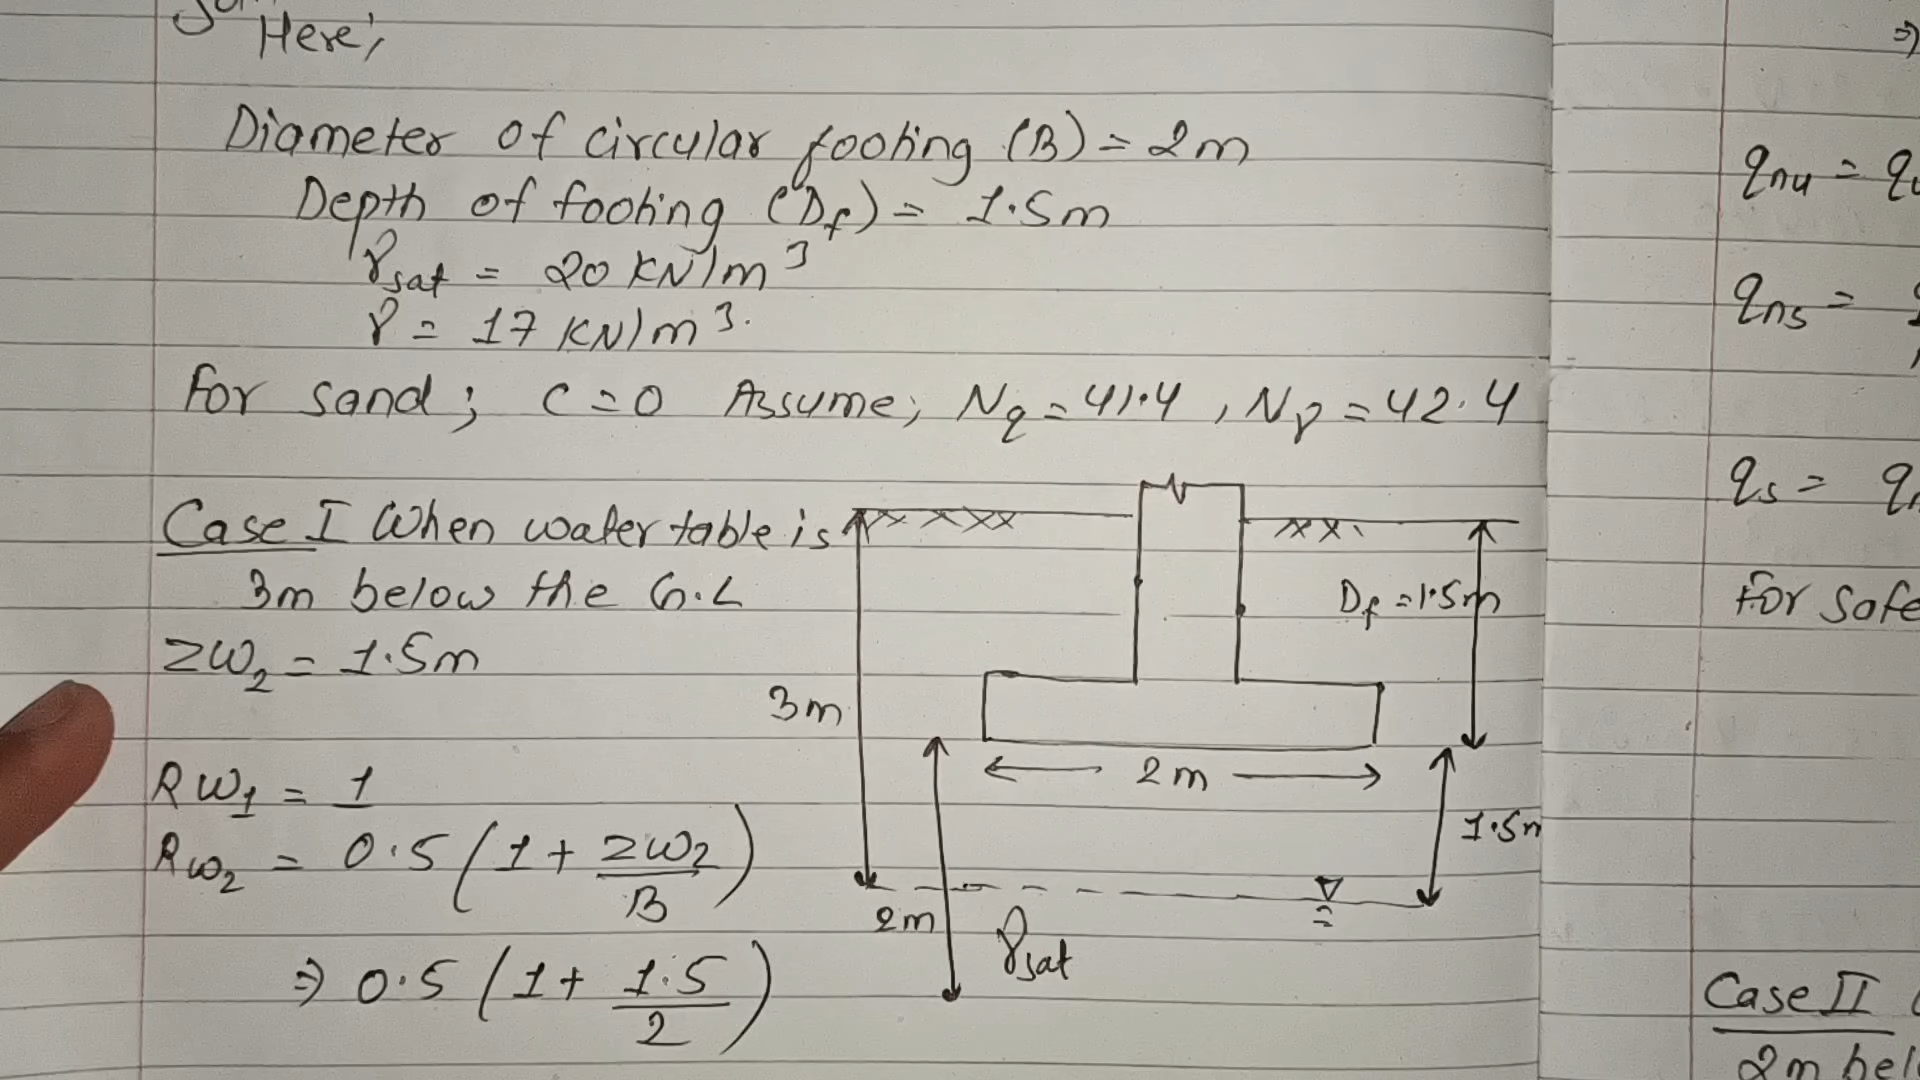 Here,
Diameter of circular footing (B) = 2m
Depth of footing (Df) = 1.5m
γsat = 20 KN/m³
γ = 17 KN/m³.
For sand; C=0 Assume, Nq = 41.4, Nγ = 42.4
Case I When water table is
3m below the G.L
ZW₂ = 1.5m
Df = 1.5m
3m
2m
RW₁ = 1
RW₂ = 0.5 (1 + ZW₂/B)
1.5m
2m
γsat
⇒ 0.5 (1 + 1.5/2)
⇒
qnu = q
qns =
qs = q
For safe
Case II
2m bel